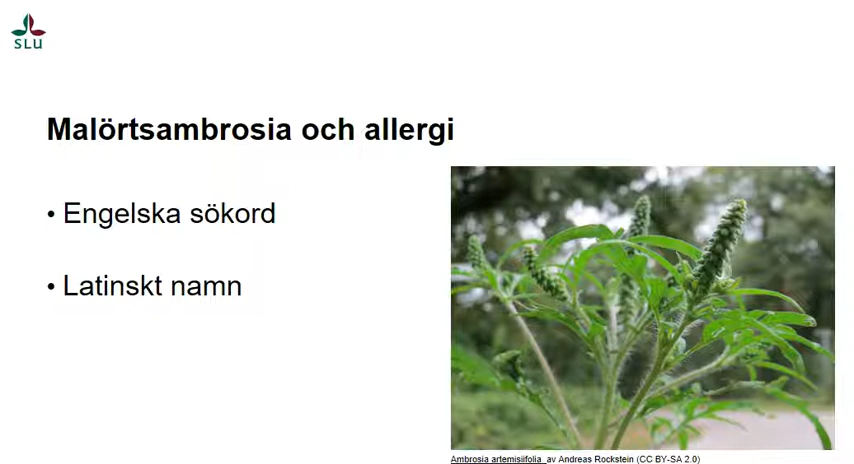 SLU
Malörtsambrosia och allergi
• Engelska sökord
• Latinskt namn
Ambrosia artemisiifolia av Andreas Rockstein (CC BY-SA 2.0)